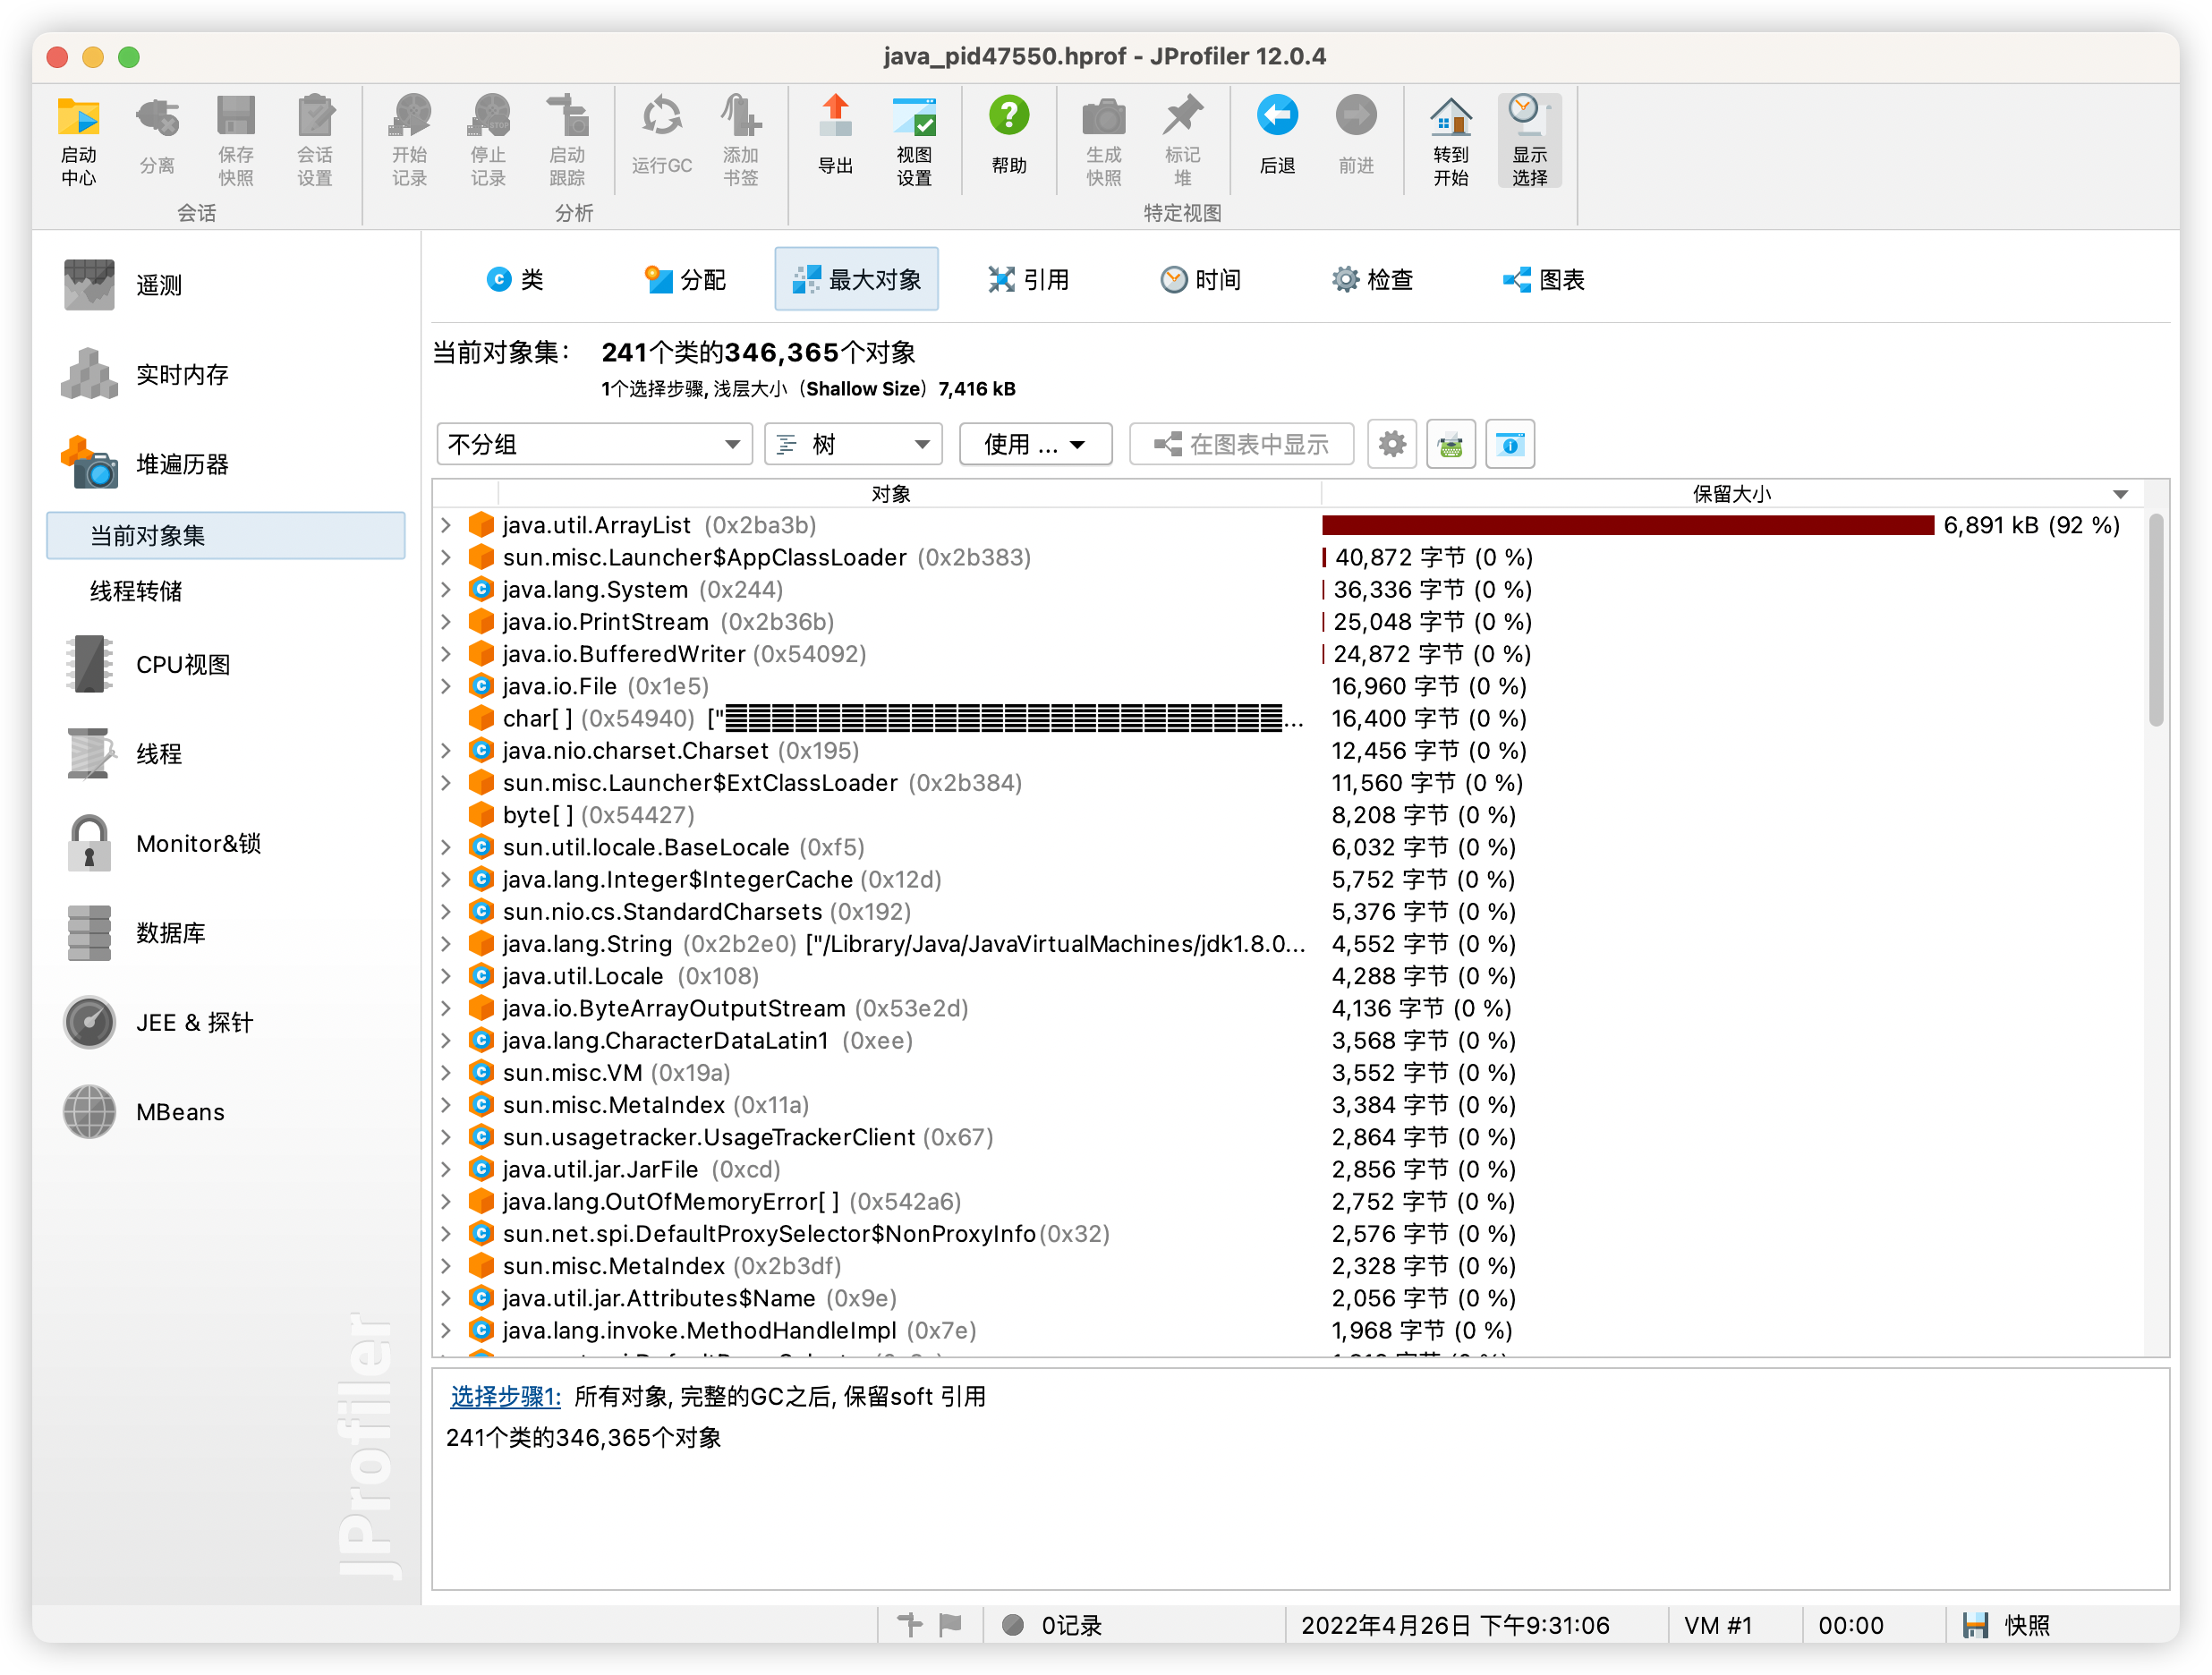 java_pid47550.hprof - JProfiler 12.0.4
启动中心
分离
保存快照
会话设置
开始记录
停止记录
启动跟踪
运行GC
添加书签
导出
视图设置
帮助
生成快照
标记堆
后退
前进
转到开始
显示选择
会话
分析
特定视图
遥测
实时内存
堆遍历器
当前对象集
线程转储
CPU视图
线程
Monitor&锁
数据库
JEE & 探针
MBeans
JProfiler
类
分配
最大对象
引用
时间
检查
图表
当前对象集： 241个类的346,365个对象
1个选择步骤, 浅层大小（Shallow Size）7,416 kB
不分组
树
使用 ...
在图表中显示
对象 保留大小
java.util.ArrayList (0x2ba3b) 6,891 kB (92 %)
sun.misc.Launcher$AppClassLoader (0x2b383) 40,872 字节 (0 %)
java.lang.System (0x244) 36,336 字节 (0 %)
java.io.PrintStream (0x2b36b) 25,048 字节 (0 %)
java.io.BufferedWriter (0x54092) 24,872 字节 (0 %)
java.io.File (0x1e5) 16,960 字节 (0 %)
char[ ] (0x54940) [" ... 16,400 字节 (0 %)
java.nio.charset.Charset (0x195) 12,456 字节 (0 %)
sun.misc.Launcher$ExtClassLoader (0x2b384) 11,560 字节 (0 %)
byte[ ] (0x54427) 8,208 字节 (0 %)
sun.util.locale.BaseLocale (0xf5) 6,032 字节 (0 %)
java.lang.Integer$IntegerCache (0x12d) 5,752 字节 (0 %)
sun.nio.cs.StandardCharsets (0x192) 5,376 字节 (0 %)
java.lang.String (0x2b2e0) ["/Library/Java/JavaVirtualMachines/jdk1.8.0... 4,552 字节 (0 %)
java.util.Locale (0x108) 4,288 字节 (0 %)
java.io.ByteArrayOutputStream (0x53e2d) 4,136 字节 (0 %)
java.lang.CharacterDataLatin1 (0xee) 3,568 字节 (0 %)
sun.misc.VM (0x19a) 3,552 字节 (0 %)
sun.misc.MetaIndex (0x11a) 3,384 字节 (0 %)
sun.usagetracker.UsageTrackerClient (0x67) 2,864 字节 (0 %)
java.util.jar.JarFile (0xcd) 2,856 字节 (0 %)
java.lang.OutOfMemoryError[ ] (0x542a6) 2,752 字节 (0 %)
sun.net.spi.DefaultProxySelector$NonProxyInfo(0x32) 2,576 字节 (0 %)
sun.misc.MetaIndex (0x2b3df) 2,328 字节 (0 %)
java.util.jar.Attributes$Name (0x9e) 2,056 字节 (0 %)
java.lang.invoke.MethodHandleImpl (0x7e) 1,968 字节 (0 %)
选择步骤1: 所有对象, 完整的GC之后, 保留soft 引用
241个类的346,365个对象
0记录
2022年4月26日 下午9:31:06
VM #1
00:00
快照